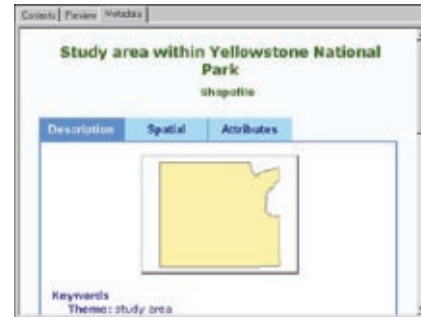 Contents Preview Metadata
Study area within Yellowstone National
Park
Shapefile
Description Spatial Attributes
Keywords
Theme: study area